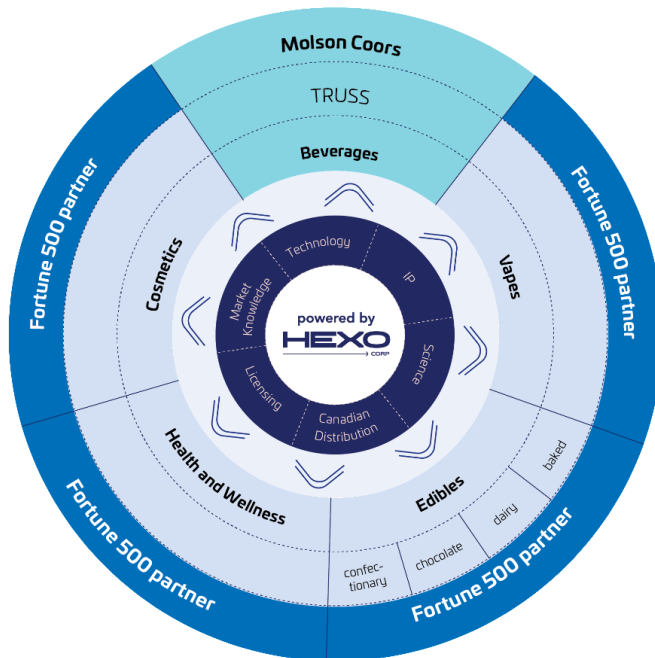 Molson Coors
TRUSS
Beverages
Fortune 500 partner
Vapes
Fortune 500 partner
Edibles
confec-
tionary
chocolate
dairy
baked
Fortune 500 partner
Health and Wellness
Fortune 500 partner
Cosmetics
Technology
IP
Science
Canadian
Distribution
Licensing
Market
Knowledge
powered by
HEXO
CORP